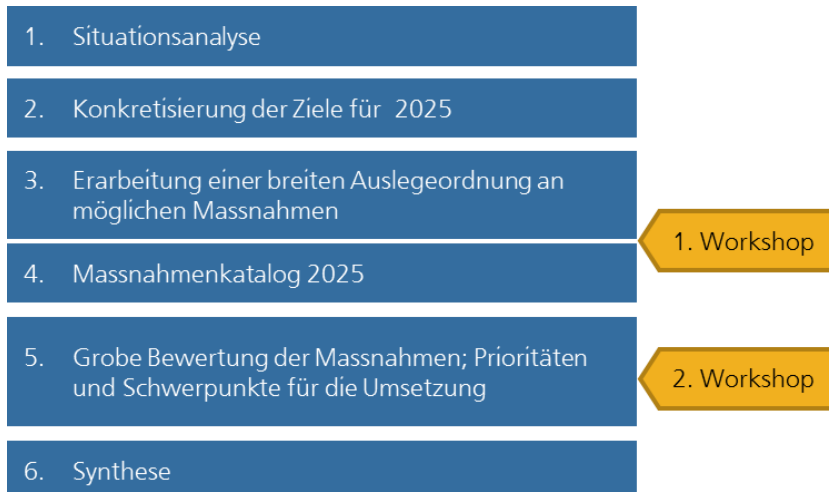 1. Situationsanalyse
2. Konkretisierung der Ziele für 2025
3. Erarbeitung einer breiten Auslegeordnung an
möglichen Massnahmen
1. Workshop
4. Massnahmenkatalog 2025
5. Grobe Bewertung der Massnahmen; Prioritäten
und Schwerpunkte für die Umsetzung
2. Workshop
6. Synthese